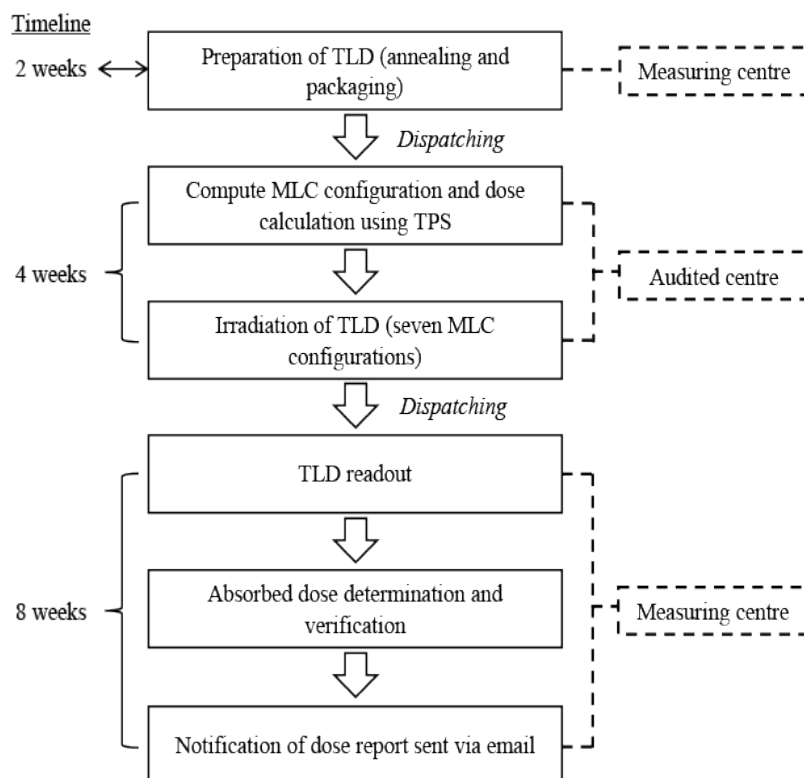 Timeline
2 weeks
Preparation of TLD (annealing and
packaging)
Measuring centre
Dispatching
Compute MLC configuration and dose
calculation using TPS
4 weeks
Audited centre
Irradiation of TLD (seven MLC
configurations)
Dispatching
TLD readout
8 weeks
Absorbed dose determination and
verification
Measuring centre
Notification of dose report sent via email